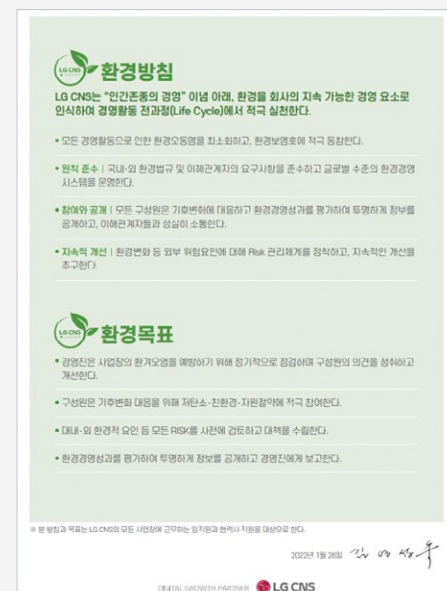 LG CNS 환경방침
LG CNS는 “인간존중의 경영” 이념 아래, 환경을 회사의 지속 가능한 경영 요소로
인식하여 경영활동 전과정(Life Cycle)에서 적극 실천한다.
• 모든 경영활동으로 인한 환경오염을 최소화하고, 환경보호에 적극 동참한다.
• 원칙 준수 | 국내·외 환경법규 및 이해관계자의 요구사항을 준수하고 글로벌 수준의 환경경영
시스템을 운영한다.
• 참여와 공개 | 모든 구성원은 기후변화에 대응하고 환경경영성과를 평가하여 투명하게 정보를
공개하고, 이해관계자들과 성실히 소통한다.
• 지속적 개선 | 환경변화 등 외부 위험요인에 대해 Risk 관리체계를 정착하고, 지속적인 개선을
추구한다.
LG CNS 환경목표
• 경영진은 사업장의 환경오염을 예방하기 위해 정기적으로 점검하며 구성원의 의견을 청취하고
개선한다.
• 구성원은 기후변화 대응을 위해 저탄소·친환경·자원절약에 적극 참여한다.
• 대내·외 환경적 요인 등 모든 RISK를 사전에 검토하고 대책을 수립한다.
• 환경경영성과를 평가하여 투명하게 정보를 공개하고 경영진에게 보고한다.
※ 본 방침과 목표는 LG CNS의 모든 사업장에 근무하는 임직원과 협력사 직원을 대상으로 한다.
2022년 1월 26일
DIGITAL GROWTH PARTNER LG CNS